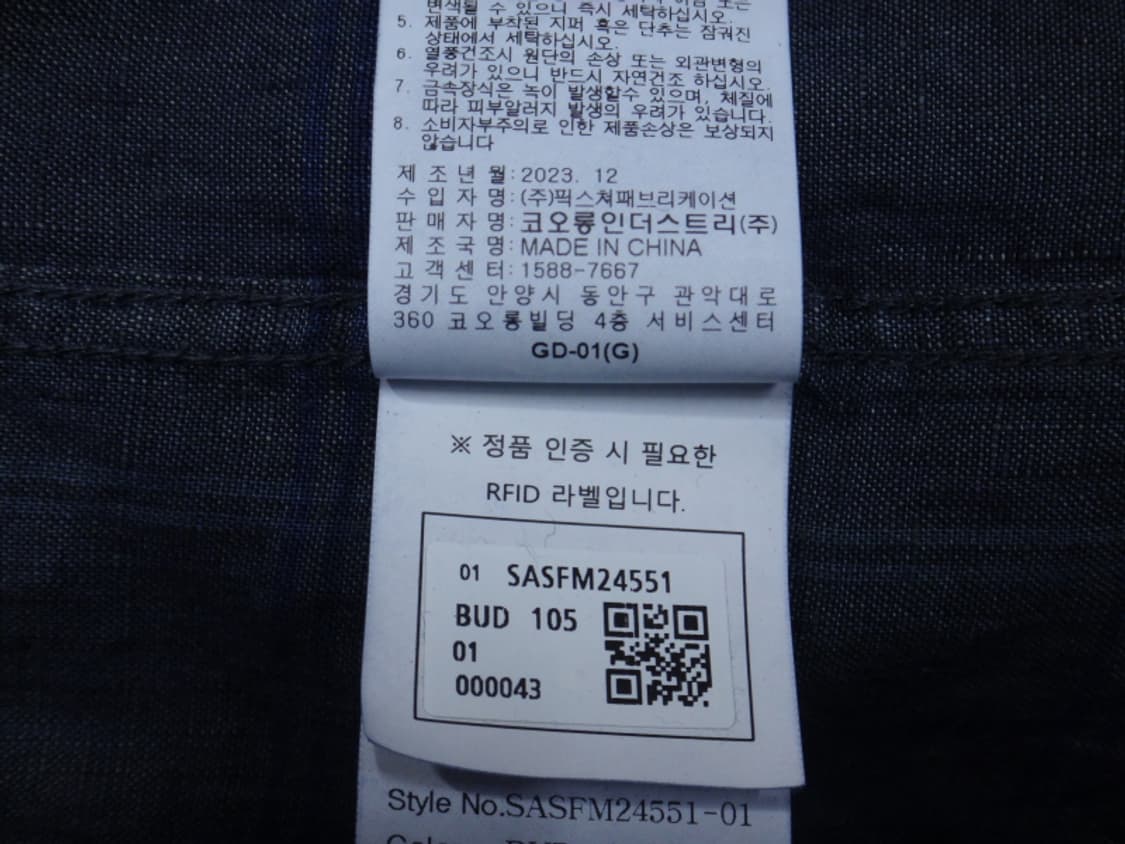 변색될 수 있으니 즉시 세탁하십시오.
5. 제품에 부착된 지퍼 혹은 단추는 잠궈진
상태에서 세탁하십시오.
6. 열풍건조시 원단의 손상 또는 외관변형의
우려가 있으니 반드시 자연건조 하십시오.
7. 금속장식은 녹이 발생할수 있으며, 체질에
따라 피부알러지 발생의 우려가 있습니다.
8. 소비자부주의로 인한 제품손상은 보상되지
않습니다
제 조 년 월: 2023. 12
수 입 자 명: (주)픽스쳐패브리케이션
판 매 자 명: 코오롱인더스트리(주)
제 조 국 명: MADE IN CHINA
고 객 센 터: 1588-7667
경기도 안양시 동안구 관악대로
360 코오롱빌딩 4층 서비스센터
GD-01(G)
※ 정품 인증 시 필요한
RFID 라벨입니다.
01 SASFM24551
BUD 105
01
000043
Style No.SASFM24551-01